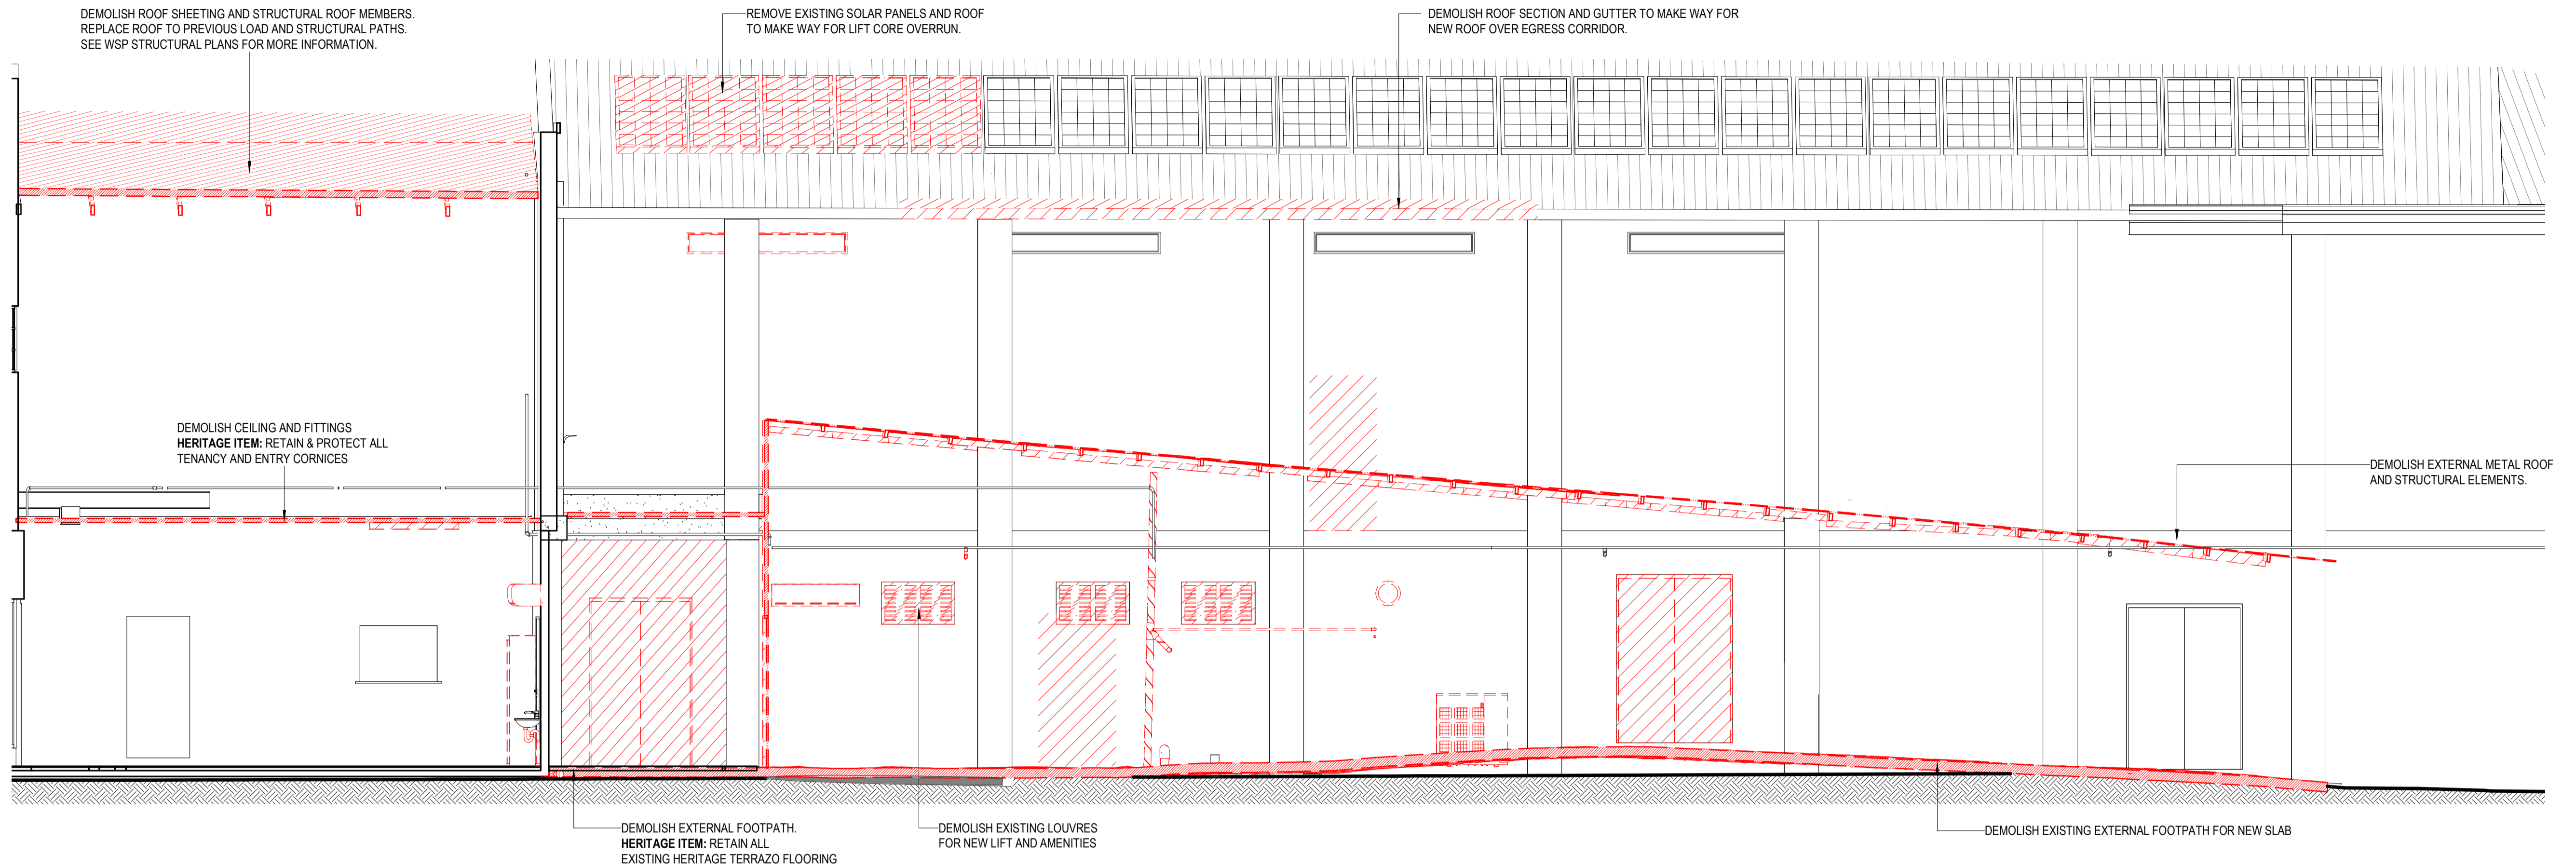 DEMOLISH ROOF SHEETING AND STRUCTURAL ROOF MEMBERS.
REPLACE ROOF TO PREVIOUS LOAD AND STRUCTURAL PATHS.
SEE WSP STRUCTURAL PLANS FOR MORE INFORMATION.
REMOVE EXISTING SOLAR PANELS AND ROOF
TO MAKE WAY FOR LIFT CORE OVERRUN.
DEMOLISH ROOF SECTION AND GUTTER TO MAKE WAY FOR
NEW ROOF OVER EGRESS CORRIDOR.
DEMOLISH CEILING AND FITTINGS
HERITAGE ITEM: RETAIN & PROTECT ALL
TENANCY AND ENTRY CORNICES
DEMOLISH EXTERNAL METAL ROOF
AND STRUCTURAL ELEMENTS.
DEMOLISH EXTERNAL FOOTPATH.
HERITAGE ITEM: RETAIN ALL
EXISTING HERITAGE TERRAZO FLOORING
DEMOLISH EXISTING LOUVRES
FOR NEW LIFT AND AMENITIES
DEMOLISH EXISTING EXTERNAL FOOTPATH FOR NEW SLAB